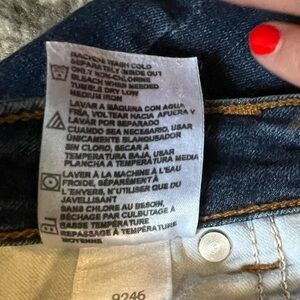 MACHINE WASH COLD
SEPARATELY INSIDE OUT
ONLY NON-CHLORINE
BLEACH WHEN NEEDED
TUMBLE DRY LOW
MEDIUM IRON
LAVAR A MÁQUINA CON AGUA
FRÍA, VOLTEAR HACIA AFUERA Y
LAVAR POR SEPARADO
CUANDO SEA NECESARIO, USAR
ÚNICAMENTE BLANQUEADOR
SIN CLORO, SECAR A
TEMPERATURA BAJA, USAR
PLANCHA A TEMPERATURA MEDIA
LAVER À LA MACHINE À L'EAU
FROIDE, SÉPARÉMENT À
L'ENVERS, N'UTILISER QUE DU
JAVELLISANT
SANS CHLORE AU BESOIN,
SÉCHAGE PAR CULBUTAGE À
BASSE TEMPÉRATURE
REPASSAGE À TEMPÉRATURE
MOYENNE
9246